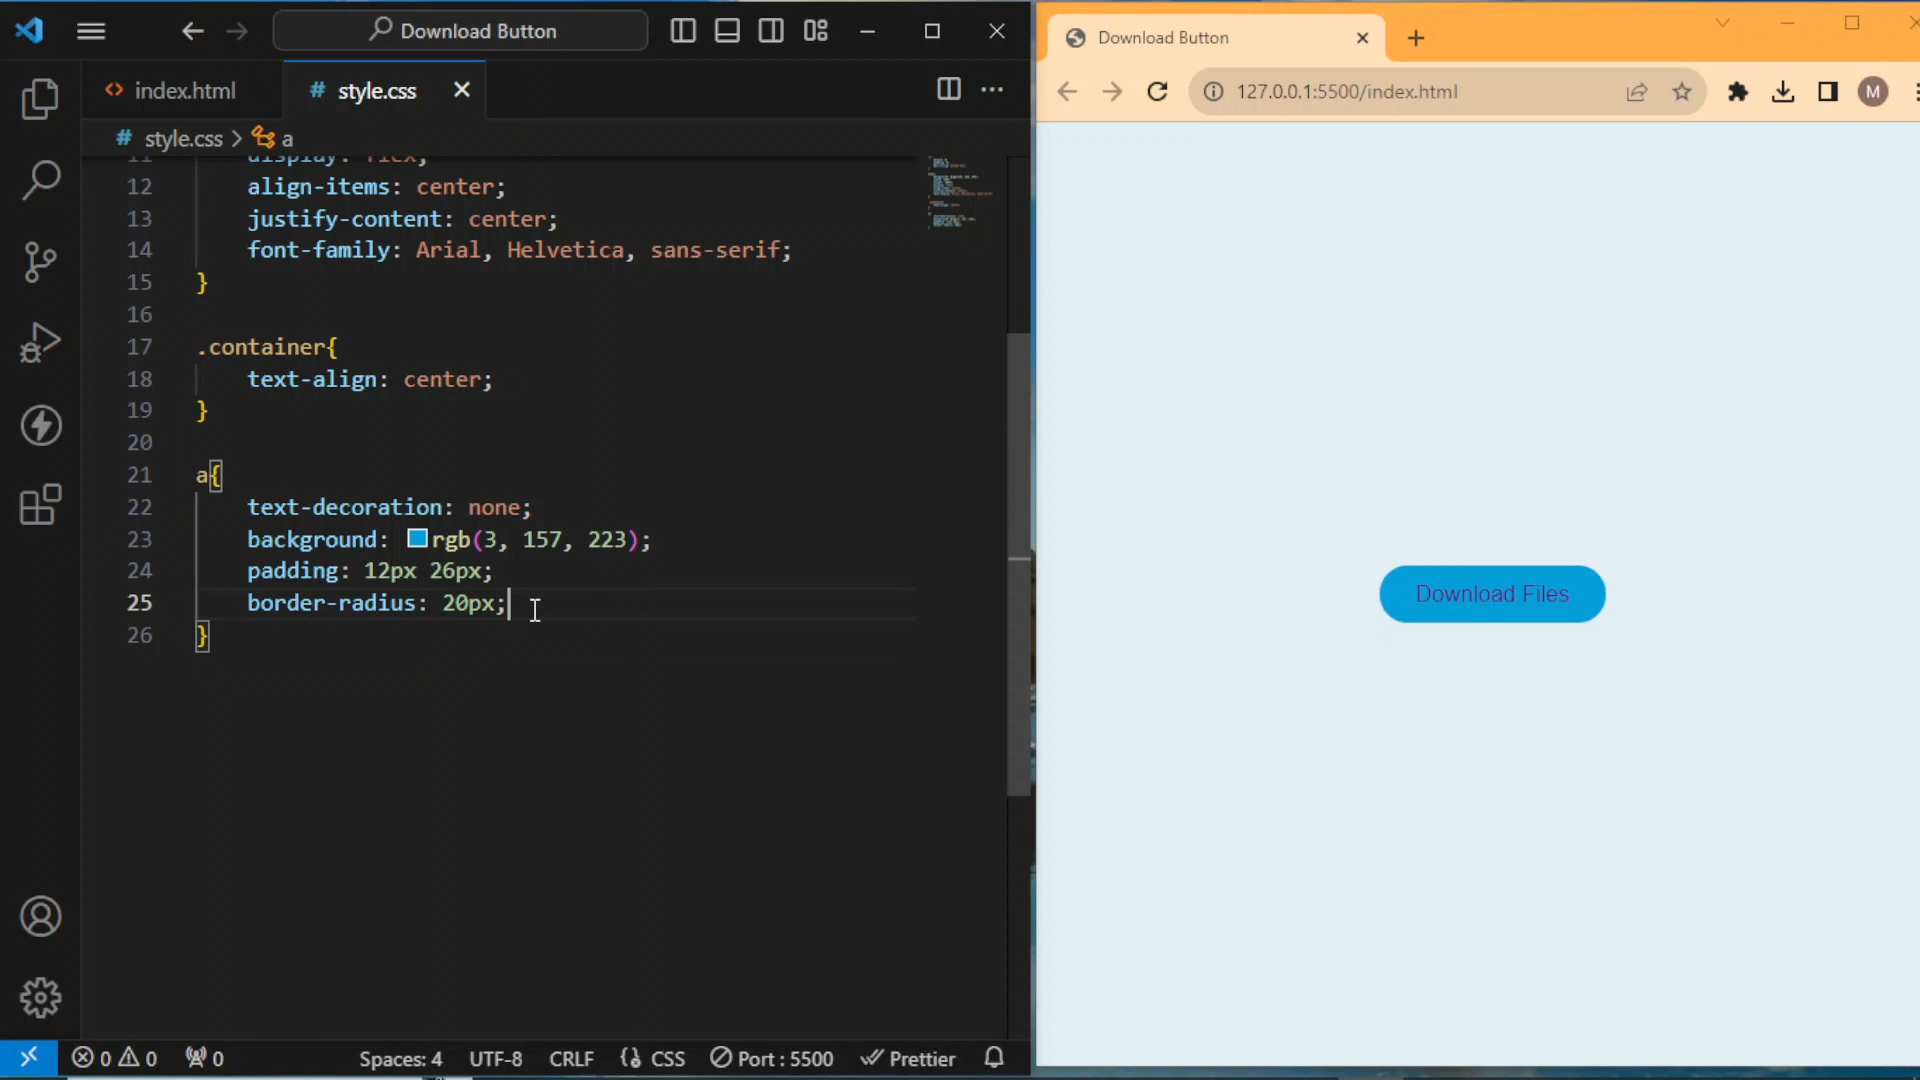 Download Button
index.html
# style.css
# style.css > a
11 display: flex;
12 align-items: center;
13 justify-content: center;
14 font-family: Arial, Helvetica, sans-serif;
15 }
16
17 .container{
18 text-align: center;
19 }
20
21 a{
22 text-decoration: none;
23 background: rgb(3, 157, 223);
24 padding: 12px 26px;
25 border-radius: 20px;
26 }
0 0 0 Spaces: 4 UTF-8 CRLF CSS Port : 5500 Prettier
Download Button
127.0.0.1:5500/index.html M
Download Files